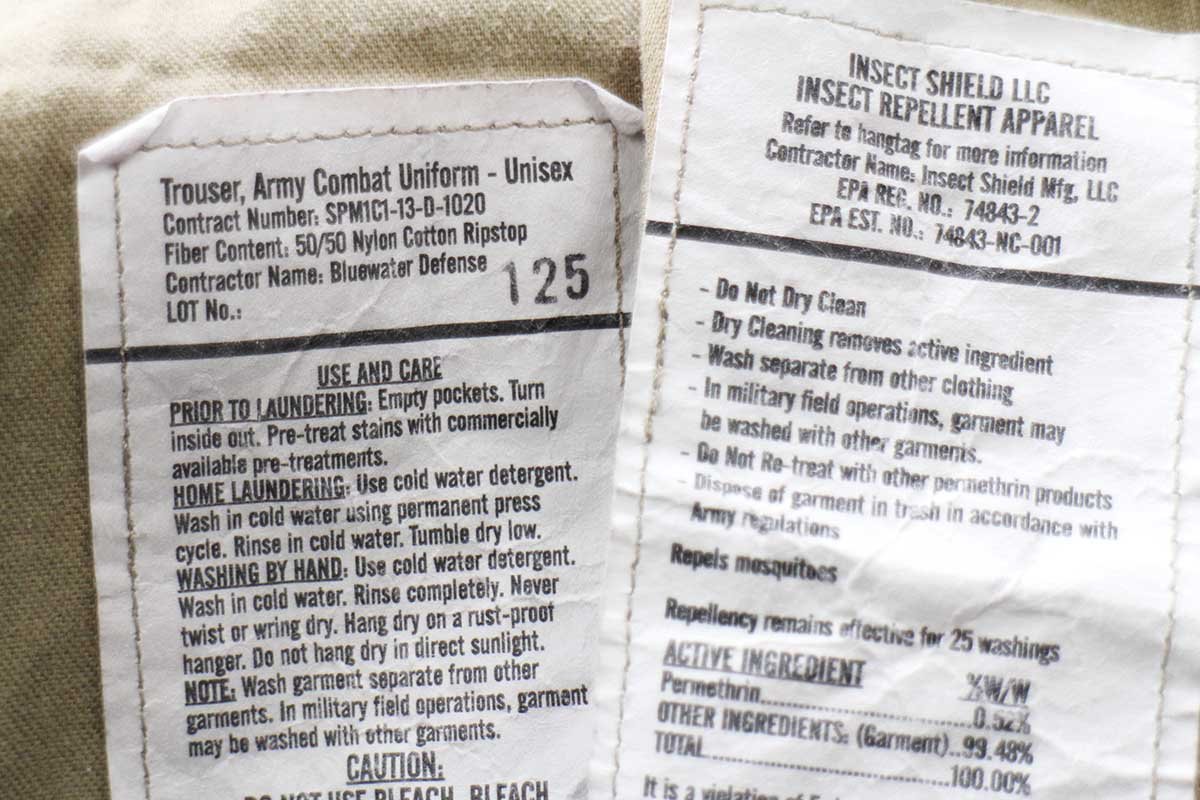 Trouser, Army Combat Uniform - Unisex
Contract Number: SPM1C1-13-D-1020
Fiber Content: 50/50 Nylon Cotton Ripstop
Contractor Name: Bluewater Defense
LOT No.: 125
USE AND CARE
PRIOR TO LAUNDERING: Empty pockets. Turn
inside out. Pre-treat stains with commercially
available pre-treatments.
HOME LAUNDERING: Use cold water detergent.
Wash in cold water using permanent press
cycle. Rinse in cold water. Tumble dry low.
WASHING BY HAND: Use cold water detergent.
Wash in cold water. Rinse completely. Never
twist or wring dry. Hang dry on a rust-proof
hanger. Do not hang dry in direct sunlight.
NOTE: Wash garment separate from other
garments. In military field operations, garment
may be washed with other garments.
CAUTION:
DO NOT USE BLEACH. BLEACH
INSECT SHIELD LLC
INSECT REPELLENT APPAREL
Refer to hangtag for more information
Contractor Name: Insect Shield Mfg, LLC
EPA REG. NO.: 74843-2
EPA EST. NO.: 74843-NC-001
- Do Not Dry Clean
- Dry Cleaning removes active ingredient
- Wash separate from other clothing
- In military field operations, garment may
be washed with other garments.
- Do Not Re-treat with other permethrin products
- Dispose of garment in trash in accordance with
Army regulations
Repels mosquitoes
Repellency remains effective for 25 washings
ACTIVE INGREDIENT %W/W
Permethrin..............................0.52%
OTHER INGREDIENTS: (Garment)..99.48%
TOTAL...................................100.00%
It is a violation of